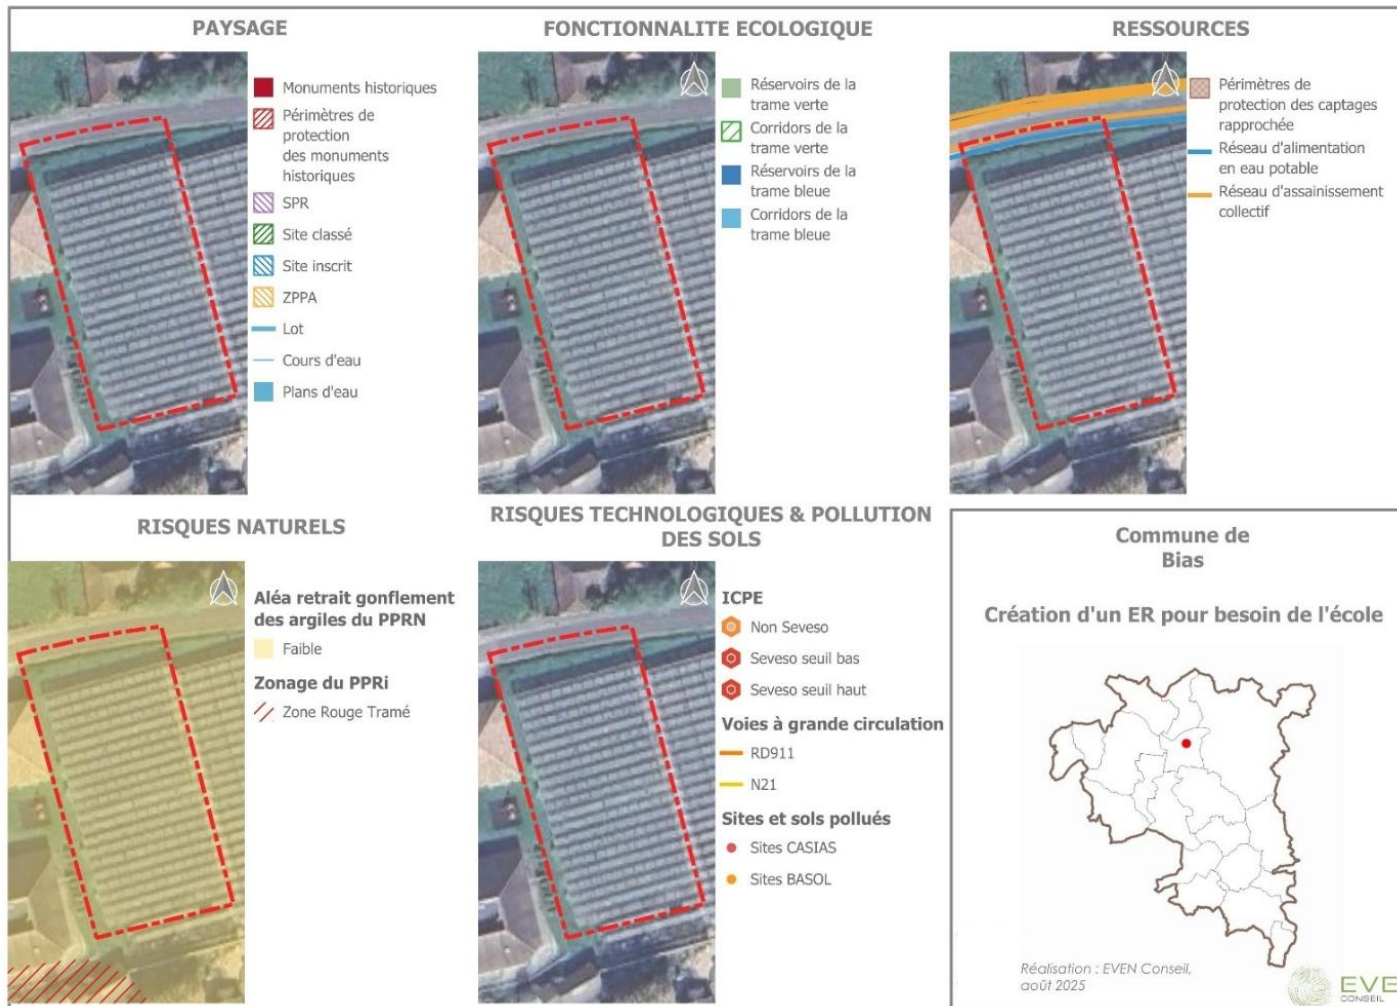 PAYSAGE
Monuments historiques
Périmètres de
protection
des monuments
historiques
SPR
Site classé
Site inscrit
ZPPA
Lot
Cours d'eau
Plans d'eau
FONCTIONNALITE ECOLOGIQUE
Réservoirs de la
trame verte
Corridors de la
trame verte
Réservoirs de la
trame bleue
Corridors de la
trame bleue
RESSOURCES
Périmètres de
protection des captages
rapprochée
Réseau d'alimentation
en eau potable
Réseau d'assainissement
collectif
RISQUES NATURELS
Aléa retrait gonflement
des argiles du PPRN
Faible
Zonage du PPRi
Zone Rouge Tramé
RISQUES TECHNOLOGIQUES & POLLUTION
DES SOLS
ICPE
Non Seveso
Seveso seuil bas
Seveso seuil haut
Voies à grande circulation
RD911
N21
Sites et sols pollués
Sites CASIAS
Sites BASOL
Commune de
Bias
Création d'un ER pour besoin de l'école
Réalisation : EVEN Conseil,
août 2025
EVE
CONSEIL